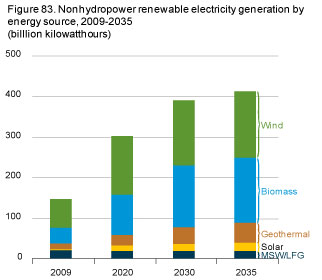 Figure 83. Nonhydropower renewable electricity generation by
energy source, 2009-2035
(billlion kilowatthours)
500
400
300
200
100
0
Wind
Biomass
Geothermal
Solar
MSW/LFG
2009
2020
2030
2035